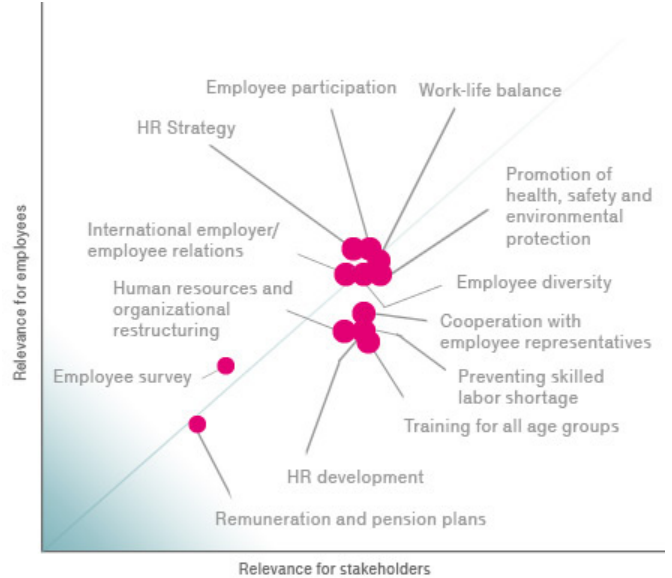 Employee participation
Work-life balance
HR Strategy
Promotion of
health, safety and
environmental
protection
International employer/
employee relations
Employee diversity
Human resources and
organizational
restructuring
Cooperation with
employee representatives
Employee survey
Preventing skilled
labor shortage
Training for all age groups
HR development
Remuneration and pension plans
Relevance for employees
Relevance for stakeholders